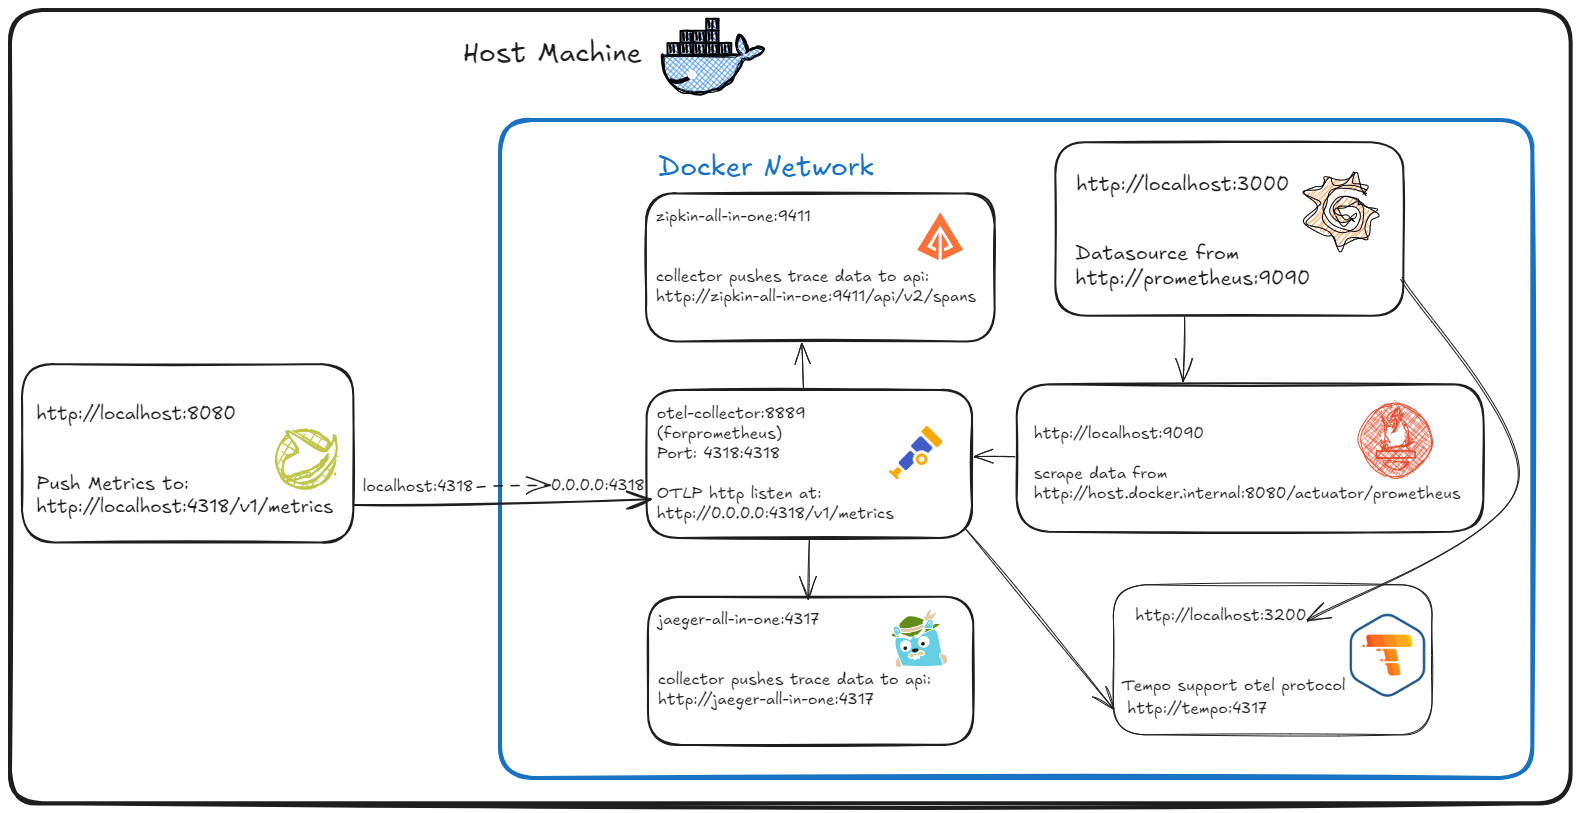 Host Machine
Docker Network
zipkin-all-in-one:9411
collector pushes trace data to api:
http://zipkin-all-in-one:9411/api/v2/spans
http://localhost:3000
Datasource from
http://prometheus:9090
http://localhost:8080
Push Metrics to:
http://localhost:4318/v1/metrics
localhost:4318
0.0.0.0:4318
otel-collector:8889
(forprometheus)
Port: 4318:4318
OTLP http listen at:
http://0.0.0.0:4318/v1/metrics
http://localhost:9090
scrape data from
http://host.docker.internal:8080/actuator/prometheus
jaeger-all-in-one:4317
collector pushes trace data to api:
http://jaeger-all-in-one:4317
http://localhost:3200
Tempo support otel protocol
http://tempo:4317